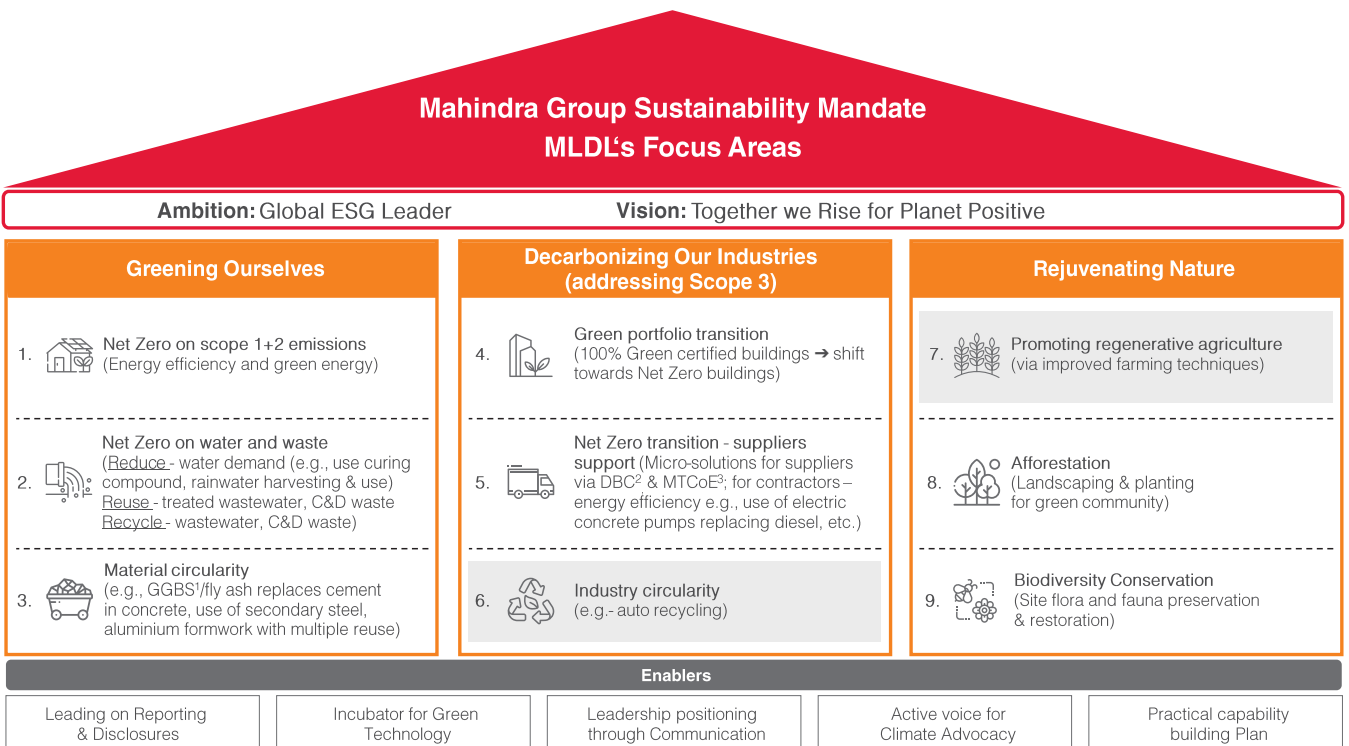 Mahindra Group Sustainability Mandate
MLDL‘s Focus Areas
Ambition: Global ESG Leader
Vision: Together we Rise for Planet Positive
Greening Ourselves
1.
Net Zero on scope 1+2 emissions
(Energy efficiency and green energy)
2.
Net Zero on water and waste
(Reduce - water demand (e.g., use curing
compound, rainwater harvesting & use)
Reuse - treated wastewater, C&D waste
Recycle - wastewater, C&D waste)
3.
Material circularity
(e.g., GGBS¹/fly ash replaces cement
in concrete, use of secondary steel,
aluminium formwork with multiple reuse)
Decarbonizing Our Industries
(addressing Scope 3)
4.
Green portfolio transition
(100% Green certified buildings ➔ shift
towards Net Zero buildings)
5.
Net Zero transition - suppliers
support (Micro-solutions for suppliers
via DBC² & MTCoE³; for contractors –
energy efficiency e.g., use of electric
concrete pumps replacing diesel, etc.)
6.
Industry circularity
(e.g.- auto recycling)
Rejuvenating Nature
7.
Promoting regenerative agriculture
(via improved farming techniques)
8.
Afforestation
(Landscaping & planting
for green community)
9.
Biodiversity Conservation
(Site flora and fauna preservation
& restoration)
Enablers
Leading on Reporting
& Disclosures
Incubator for Green
Technology
Leadership positioning
through Communication
Active voice for
Climate Advocacy
Practical capability
building Plan